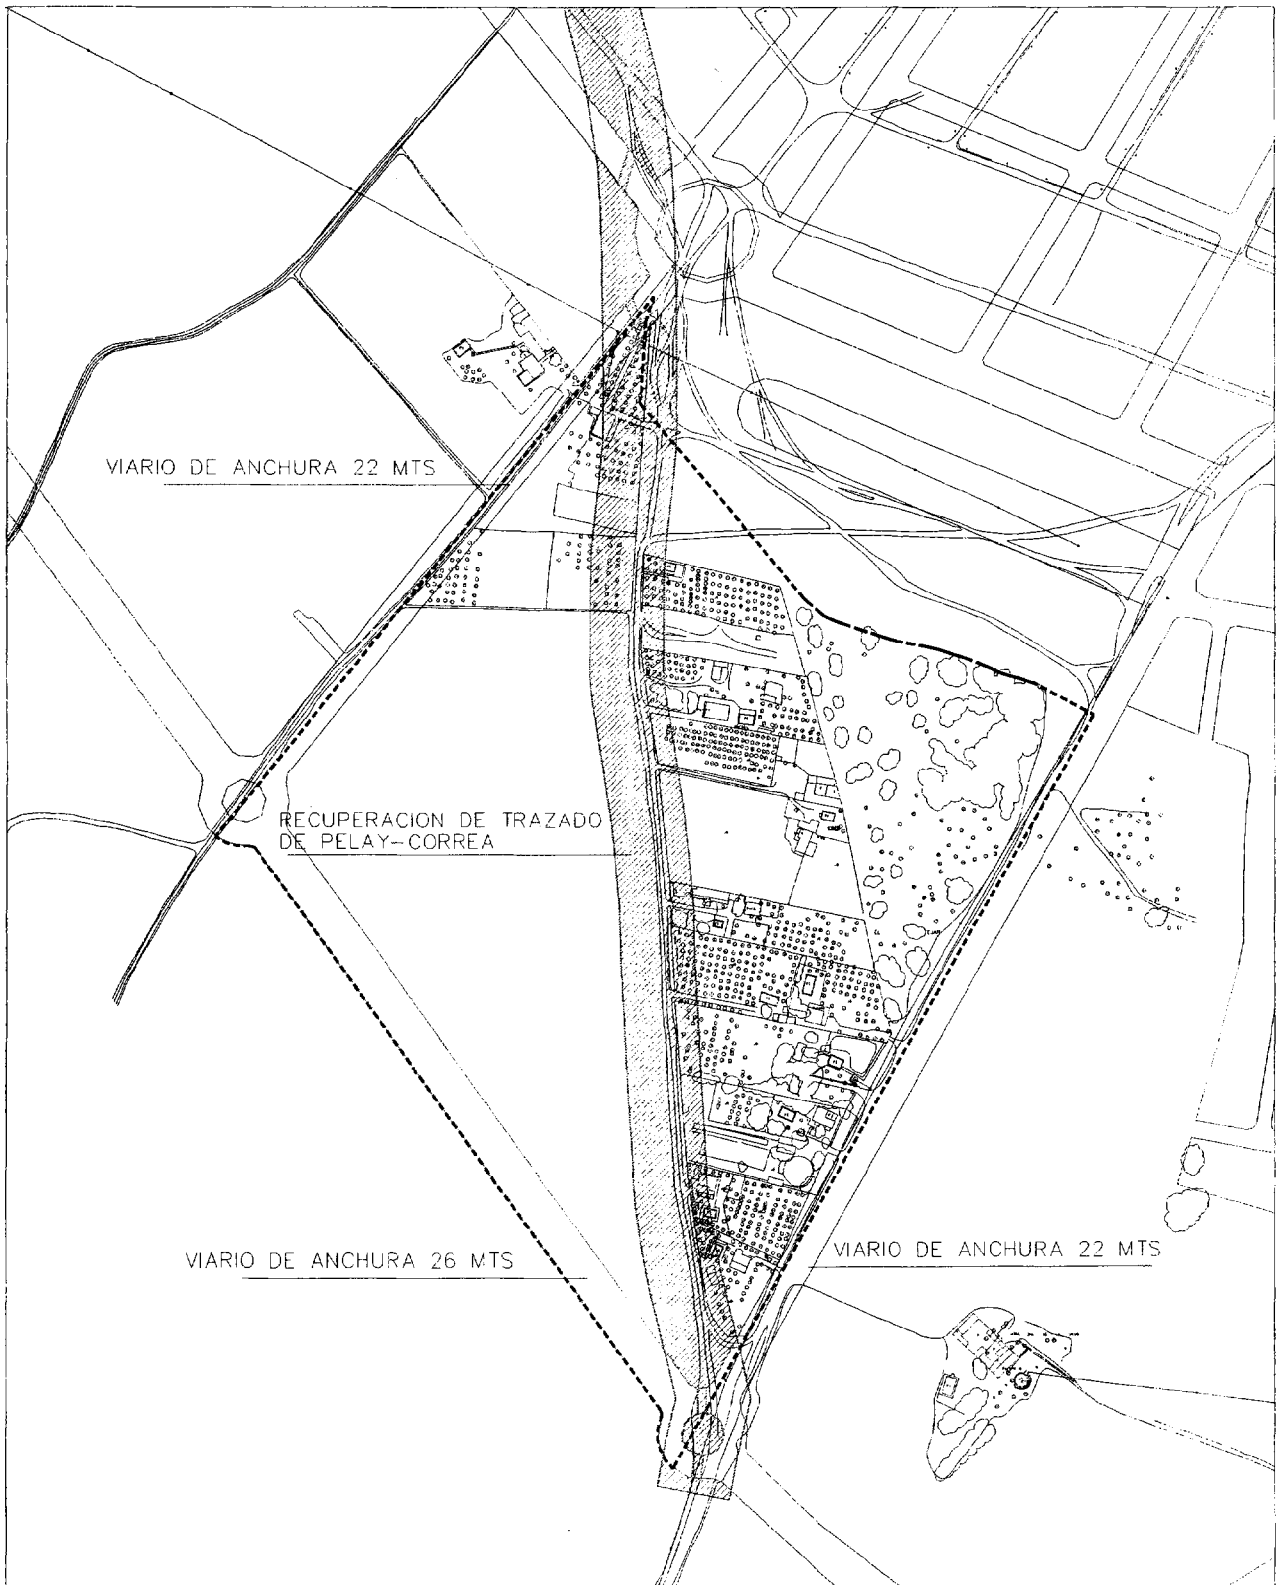 VIARIO DE ANCHURA 22 MTS
RECUPERACION DE TRAZADO
DE PELAY-CORREA
VIARIO DE ANCHURA 26 MTS
VIARIO DE ANCHURA 22 MTS